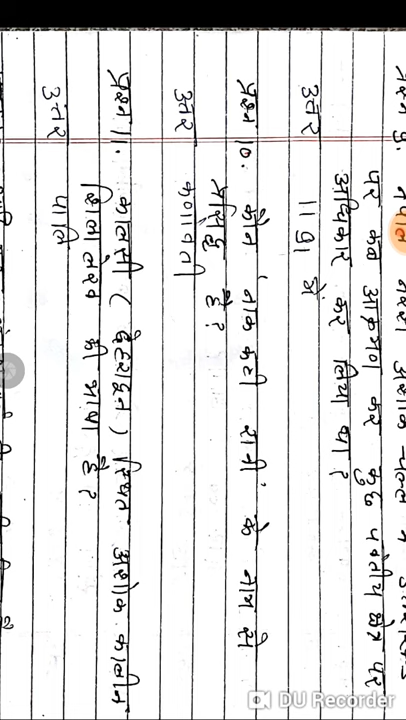 प्रश्न 9. नेपाल नरेश अशोक चल्ल ने उत्तराखण्ड
पर कब आक्रमण कर कुछ पर्वतीय क्षेत्र पर
अधिकार कर लिया था?
उत्तर 1191 में
प्रश्न 10. कौन 'नाक कटी रानी' के नाम से
प्रसिद्ध है?
उत्तर कर्णावती
प्रश्न 11. कालसी (देहरादून) स्थित अशोक कालीन
शिलालेख की भाषा है?
उत्तर पालि
DU Recorder